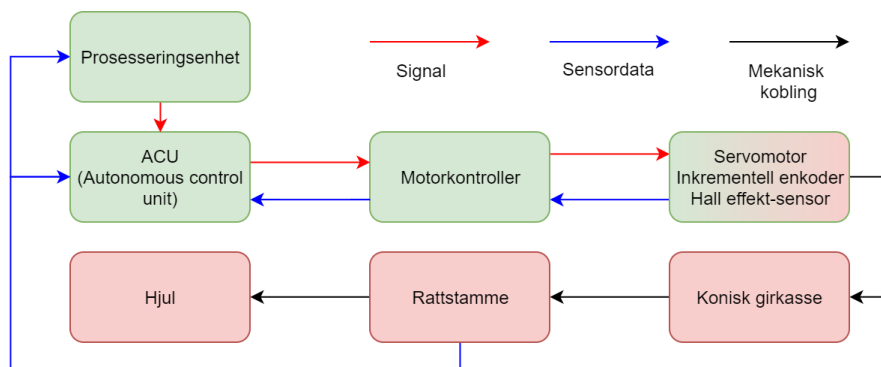 Prosesseringsenhet
Signal
Sensordata
Mekanisk
kobling
ACU
(Autonomous control
unit)
Motorkontroller
Servomotor
Inkrementell enkoder
Hall effekt-sensor
Hjul
Rattstamme
Konisk girkasse